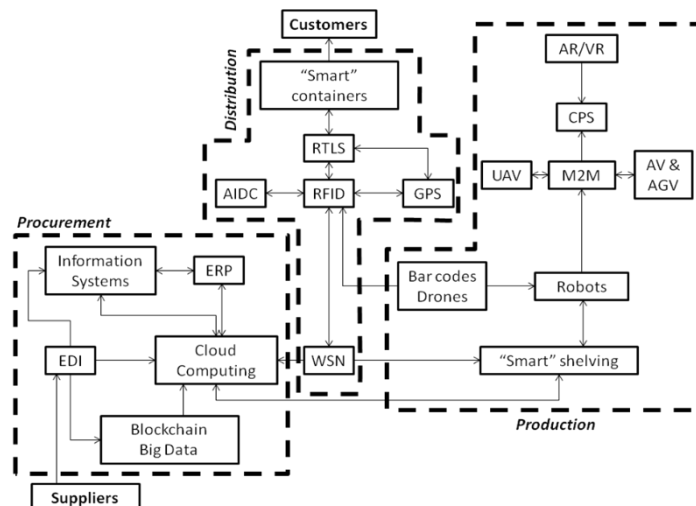 Customers
Distribution
"Smart"
containers
RTLS
AIDC
RFID
GPS
AR/VR
CPS
UAV
M2M
AV &
AGV
Procurement
Information
Systems
ERP
EDI
Cloud
Computing
Blockchain
Big Data
Suppliers
WSN
Bar codes
Drones
Robots
"Smart" shelving
Production